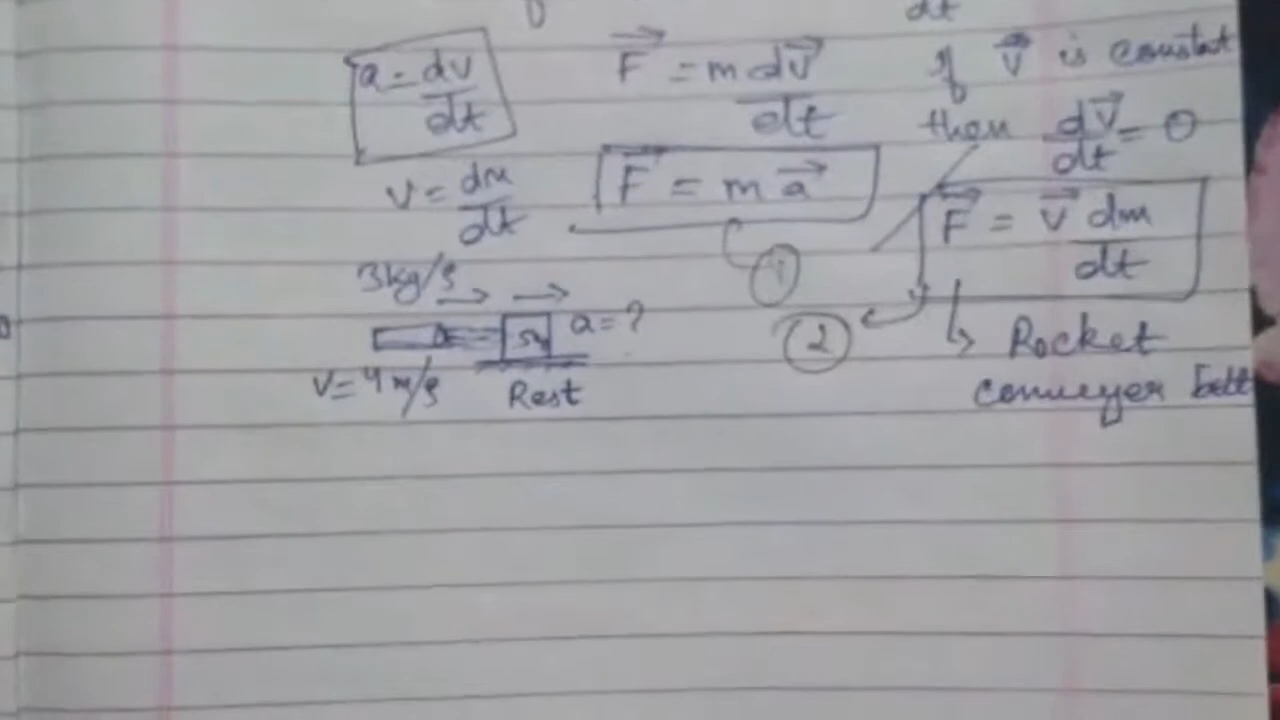 dt
a = dv/dt
F⃗ = m dv⃗/dt
If v⃗ is constant
then dv⃗/dt = 0
v = dx/dt
F⃗ = m a⃗
①
F⃗ = v⃗ dm/dt
②
↳ Rocket
conveyer belt
3kg/s → →
a = ?
V = 4 m/s
Rest